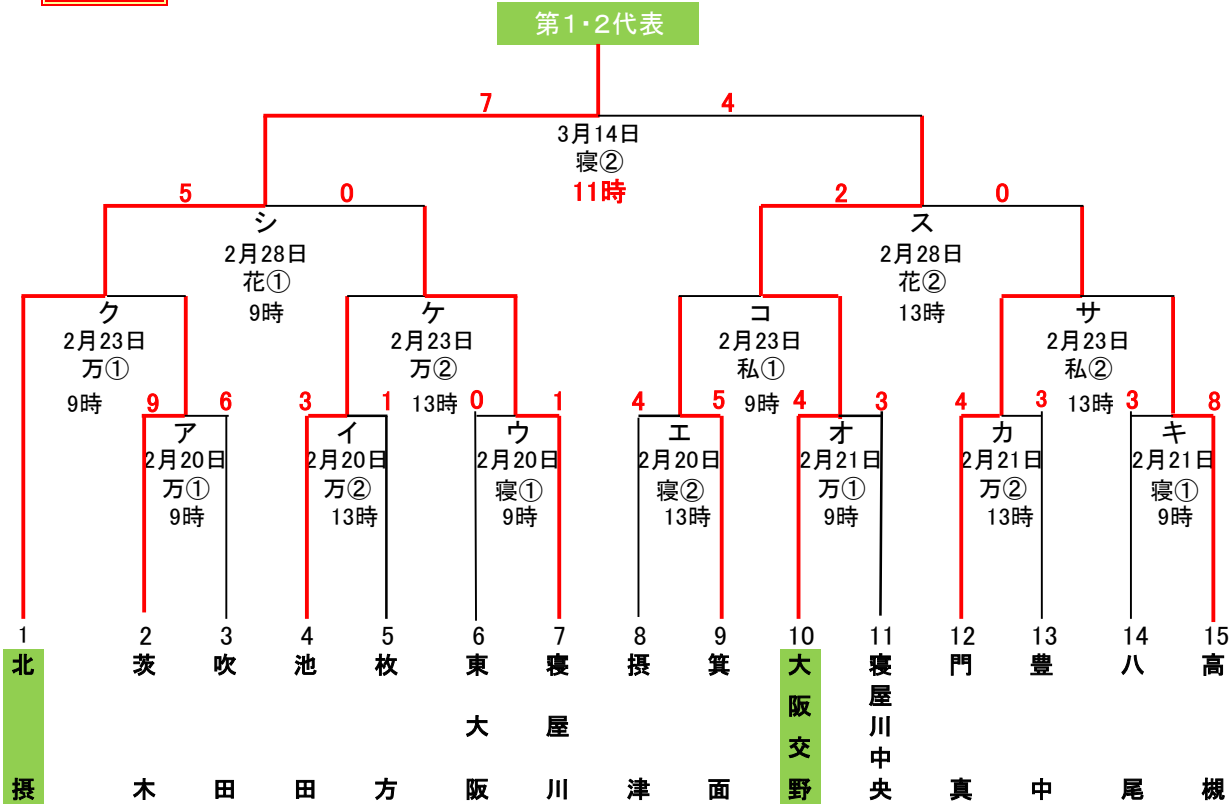 第1・2代表
7 4
3月14日
寝②
11時
5 0 2 0
シ ス
2月28日 2月28日
花① 花②
9時 13時
ク ケ コ サ
2月23日 2月23日 2月23日 2月23日
万① 万② 私① 私②
9時 13時 9時 13時
9 6 3 1 0 1 4 5 4 3 4 3 3 8
ア イ ウ エ オ カ キ
2月20日 2月20日 2月20日 2月20日 2月21日 2月21日 2月21日
万① 万② 寝① 寝② 万① 万② 寝①
9時 13時 9時 13時 9時 13時 9時
1 2 3 4 5 6 7 8 9 10 11 12 13 14 15
北摂
茨木
吹田
池田
枚方
東大阪
寝屋川
摂津
箕面
大阪交野
寝屋川中央
門真
豊中
八尾
高槻